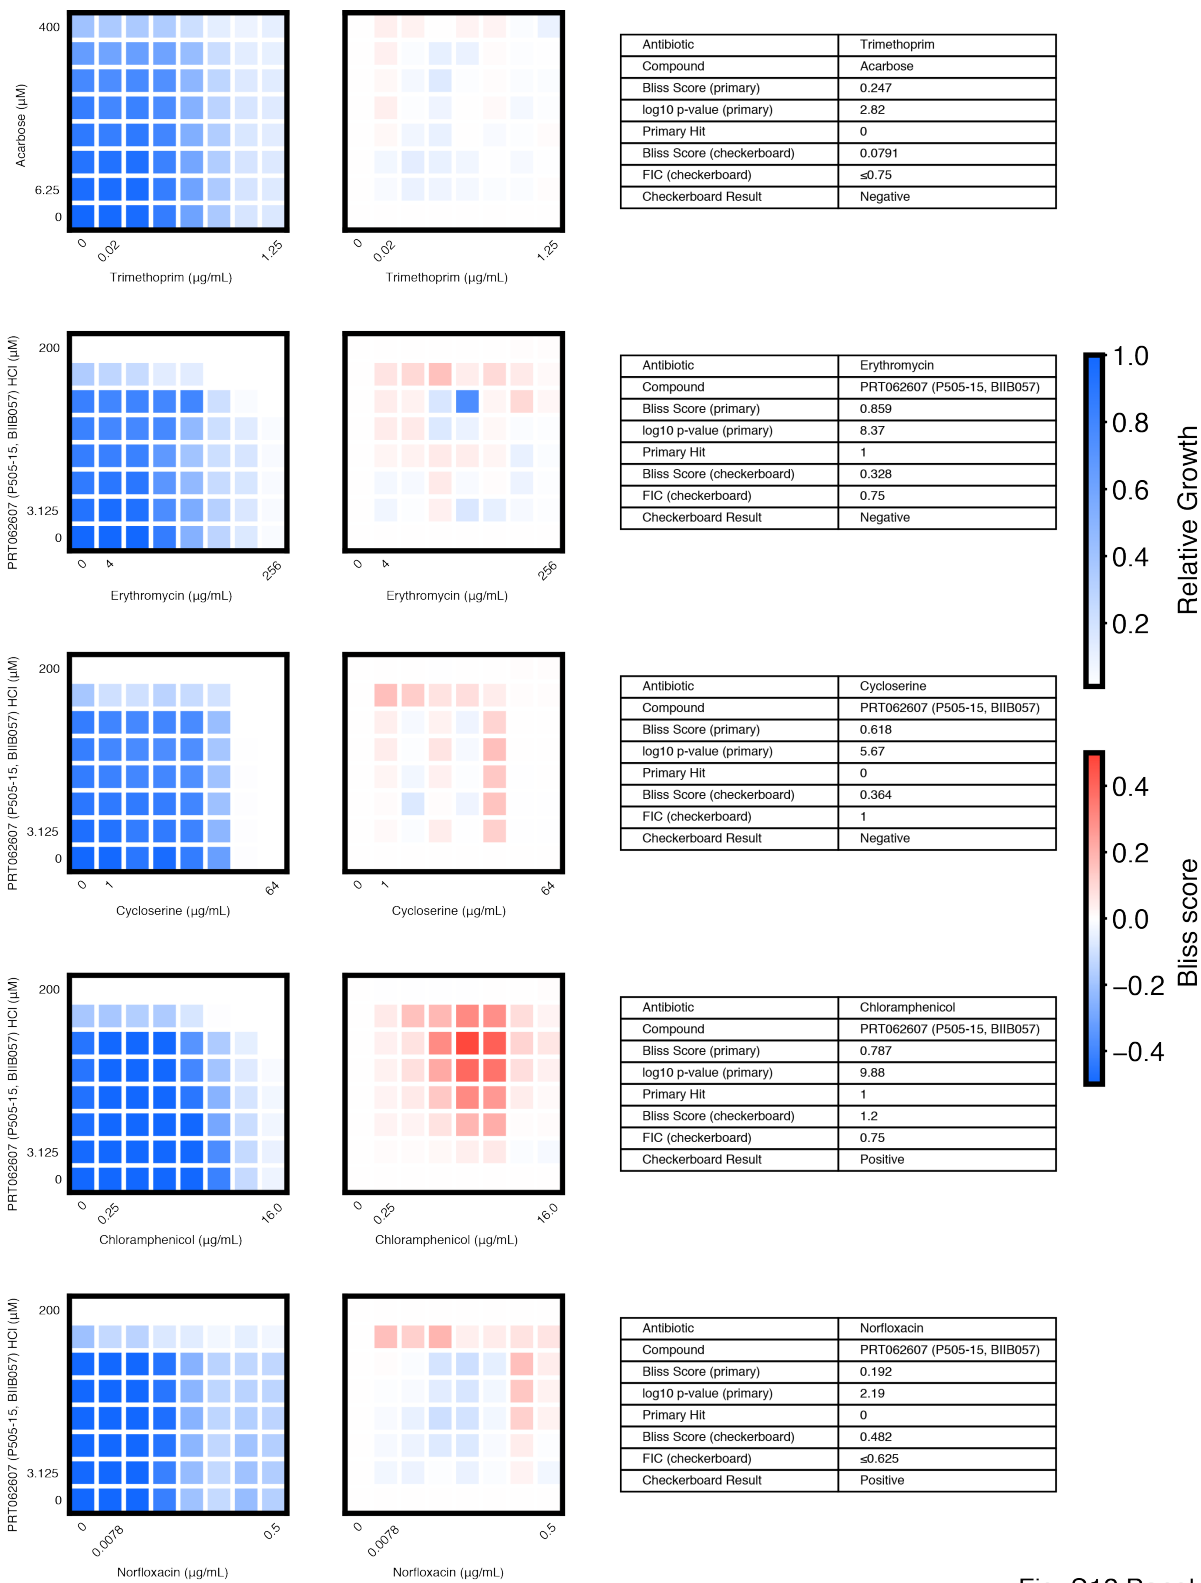 400
6.25
0
Acarbose (μM)
0
0.02
1.25
Trimethoprim (μg/mL)
0
0.02
1.25
Trimethoprim (μg/mL)
Antibiotic Trimethoprim
Compound Acarbose
Bliss Score (primary) 0.247
log10 p-value (primary) 2.82
Primary Hit 0
Bliss Score (checkerboard) 0.0791
FIC (checkerboard) ≤0.75
Checkerboard Result Negative
200
3.125
0
PRT062607 (P505-15, BIIB057) HCl (μM)
0
4
256
Erythromycin (μg/mL)
0
4
256
Erythromycin (μg/mL)
Antibiotic Erythromycin
Compound PRT062607 (P505-15, BIIB057)
Bliss Score (primary) 0.859
log10 p-value (primary) 8.37
Primary Hit 1
Bliss Score (checkerboard) 0.328
FIC (checkerboard) 0.75
Checkerboard Result Negative
1.0
0.8
0.6
0.4
0.2
Relative Growth
200
3.125
0
PRT062607 (P505-15, BIIB057) HCl (μM)
0
1
64
Cycloserine (μg/mL)
0
1
64
Cycloserine (μg/mL)
Antibiotic Cycloserine
Compound PRT062607 (P505-15, BIIB057)
Bliss Score (primary) 0.618
log10 p-value (primary) 5.67
Primary Hit 0
Bliss Score (checkerboard) 0.364
FIC (checkerboard) 1
Checkerboard Result Negative
0.4
0.2
0.0
−0.2
−0.4
Bliss score
200
3.125
0
PRT062607 (P505-15, BIIB057) HCl (μM)
0
0.25
16.0
Chloramphenicol (μg/mL)
0
0.25
16.0
Chloramphenicol (μg/mL)
Antibiotic Chloramphenicol
Compound PRT062607 (P505-15, BIIB057)
Bliss Score (primary) 0.787
log10 p-value (primary) 9.88
Primary Hit 1
Bliss Score (checkerboard) 1.2
FIC (checkerboard) 0.75
Checkerboard Result Positive
200
3.125
0
PRT062607 (P505-15, BIIB057) HCl (μM)
0
0.0078
0.5
Norfloxacin (μg/mL)
0
0.0078
0.5
Norfloxacin (μg/mL)
Antibiotic Norfloxacin
Compound PRT062607 (P505-15, BIIB057)
Bliss Score (primary) 0.192
log10 p-value (primary) 2.19
Primary Hit 0
Bliss Score (checkerboard) 0.482
FIC (checkerboard) ≤0.625
Checkerboard Result Positive